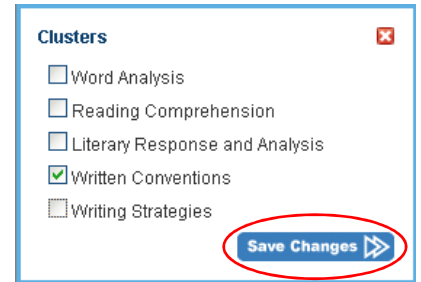 Clusters
Word Analysis
Reading Comprehension
Literary Response and Analysis
Written Conventions
Writing Strategies
Save Changes